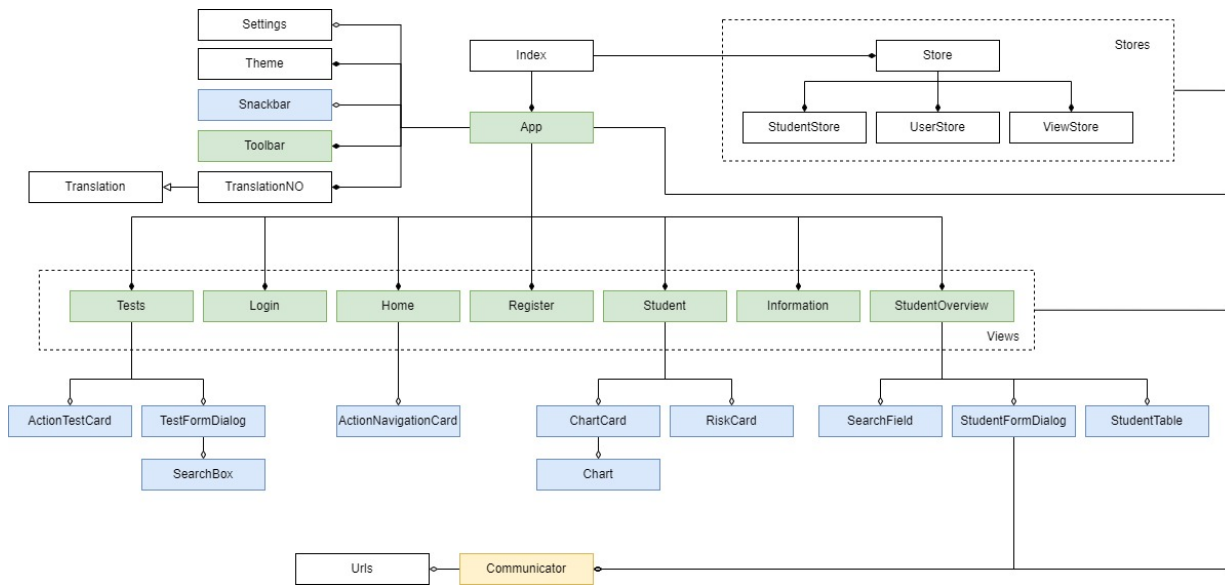 Settings
Theme
Snackbar
Toolbar
Translation
TranslationNO
Index
App
Store
Stores
StudentStore
UserStore
ViewStore
Tests
Login
Home
Register
Student
Information
StudentOverview
Views
ActionTestCard
TestFormDialog
ActionNavigationCard
ChartCard
RiskCard
SearchField
StudentFormDialog
StudentTable
SearchBox
Chart
Urls
Communicator